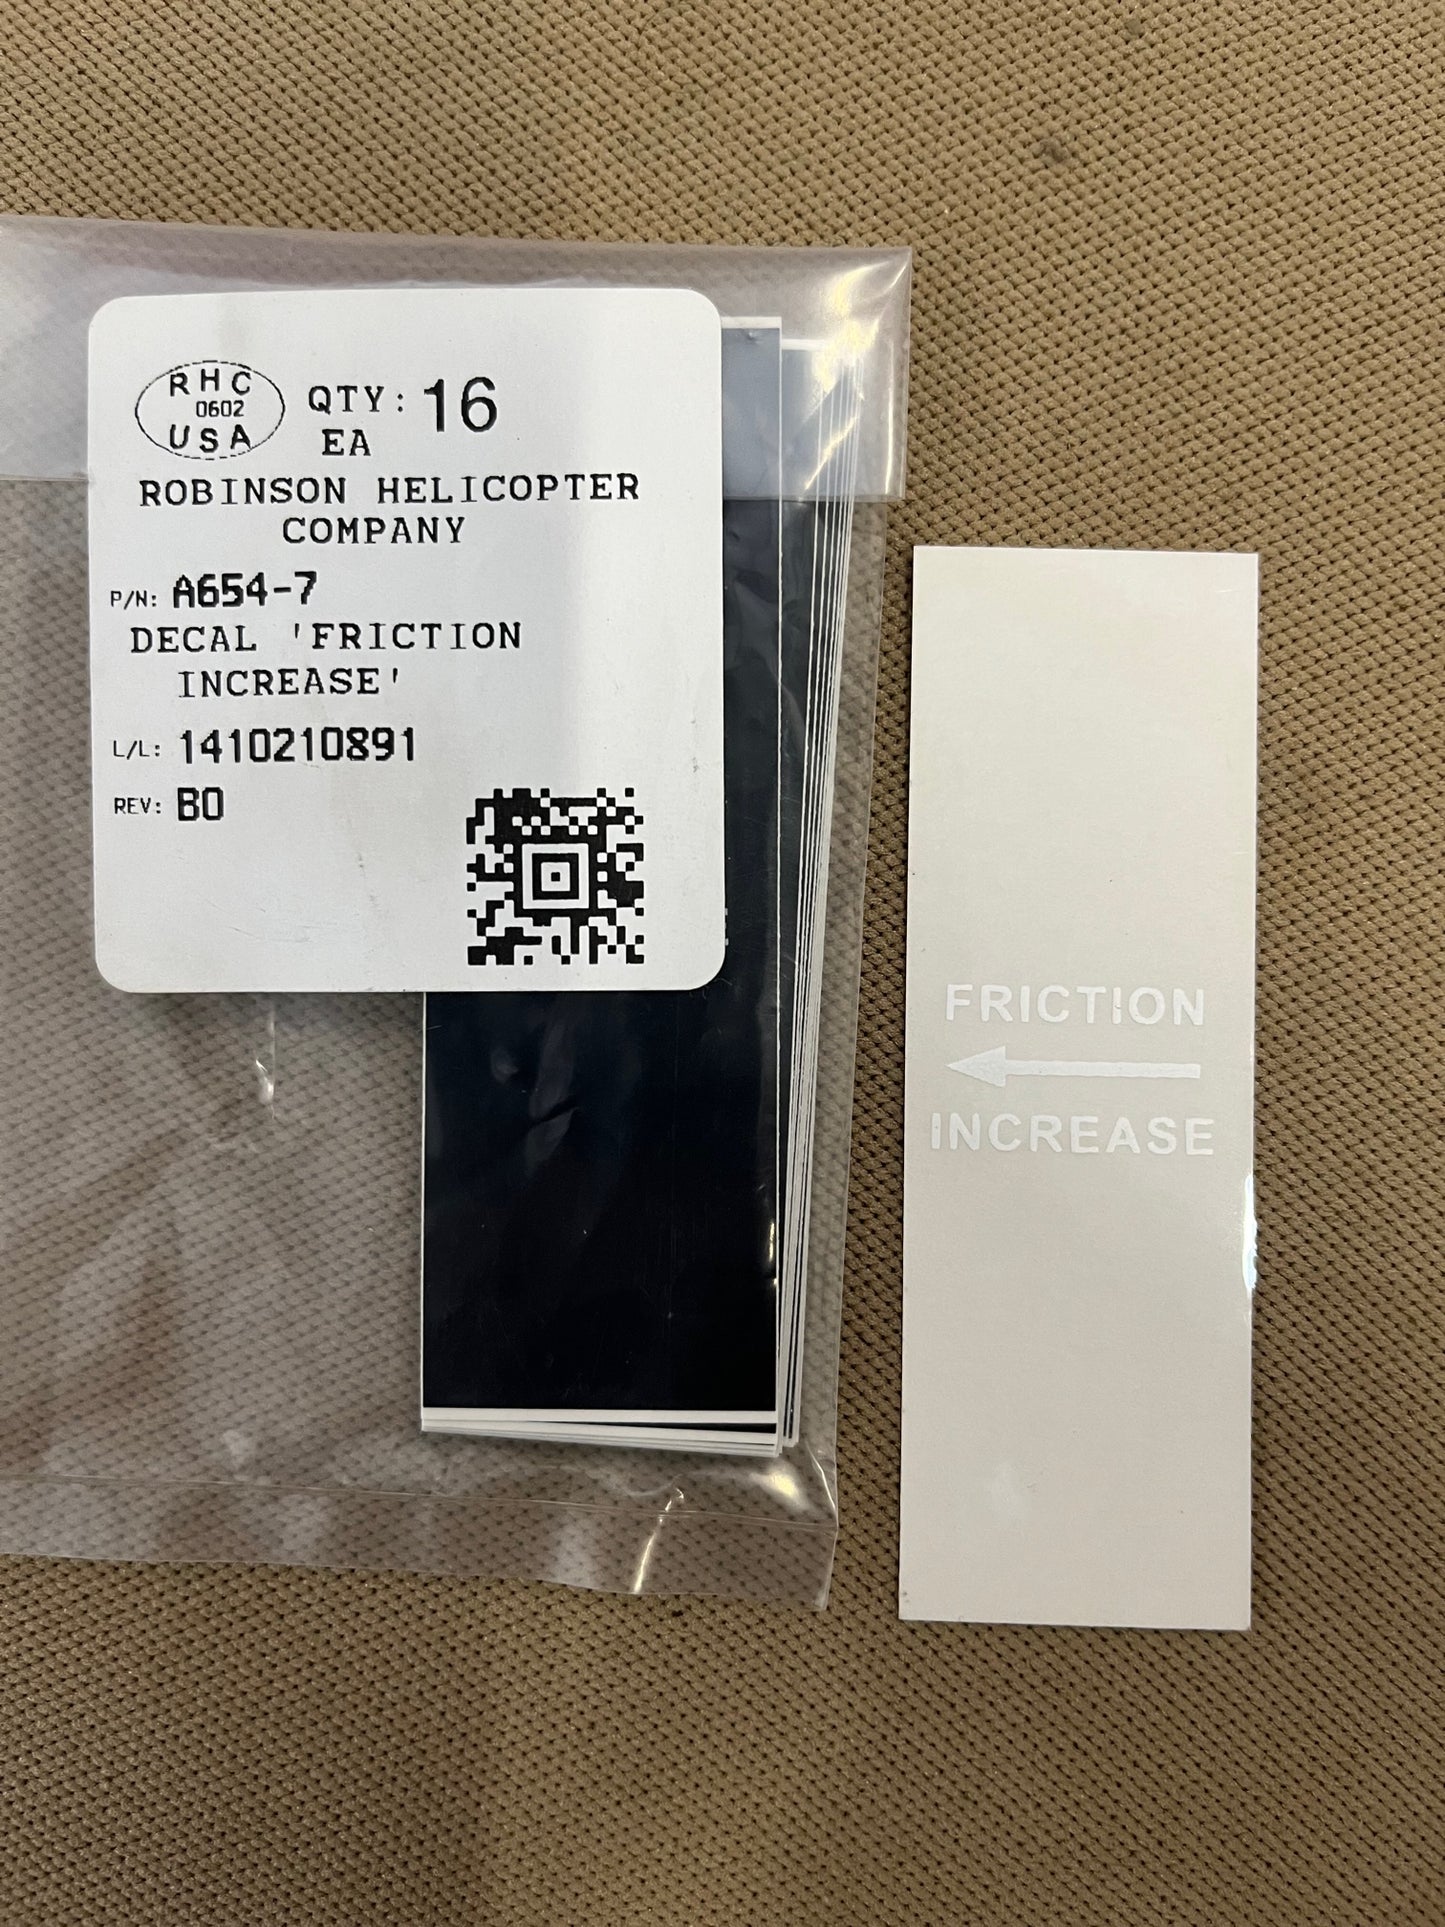 RHC
0602
USA
QTY: 16
EA
ROBINSON HELICOPTER
COMPANY
P/N: A654-7
DECAL 'FRICTION
INCREASE'
L/L: 1410210891
REV: B0
FRICTION
INCREASE